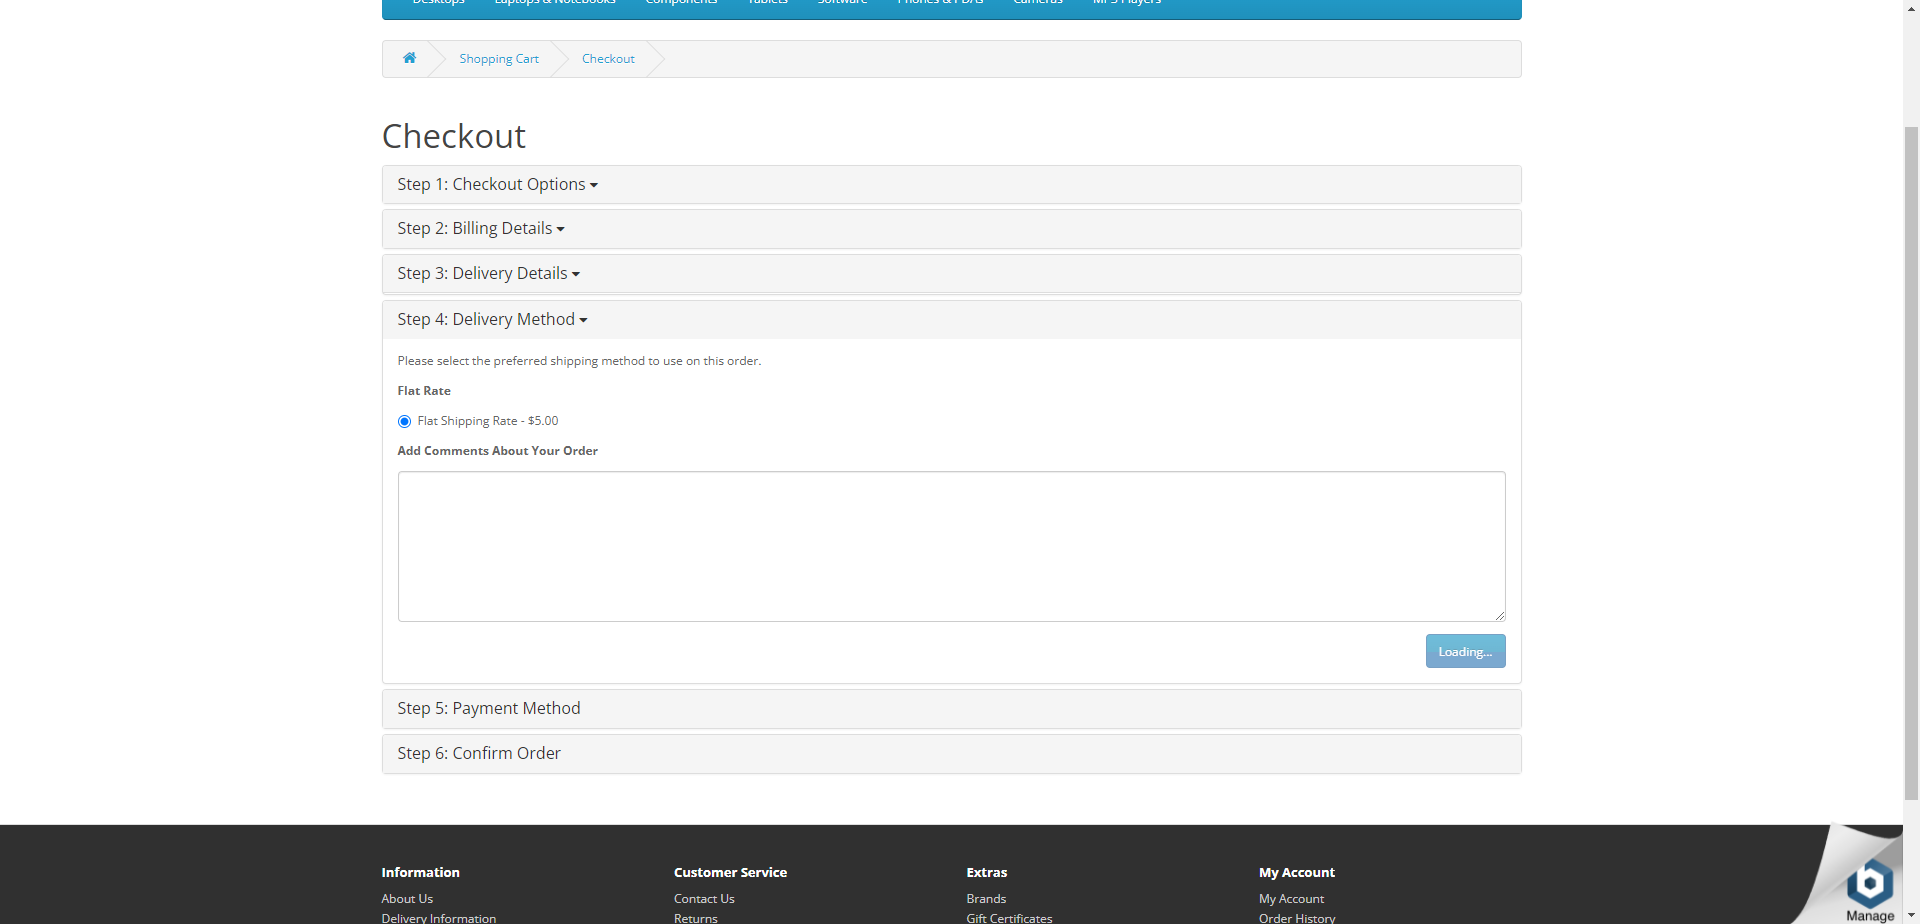 Desktops Laptops & Notebooks Components Tablets Software Phones & PDAs Cameras MP3 Players
Shopping Cart Checkout
Checkout
Step 1: Checkout Options
Step 2: Billing Details
Step 3: Delivery Details
Step 4: Delivery Method
Please select the preferred shipping method to use on this order.
Flat Rate
Flat Shipping Rate - $5.00
Add Comments About Your Order
Loading...
Step 5: Payment Method
Step 6: Confirm Order
Information Customer Service Extras My Account
About Us Contact Us Brands My Account
Delivery Information Returns Gift Certificates Order History
b
Manage